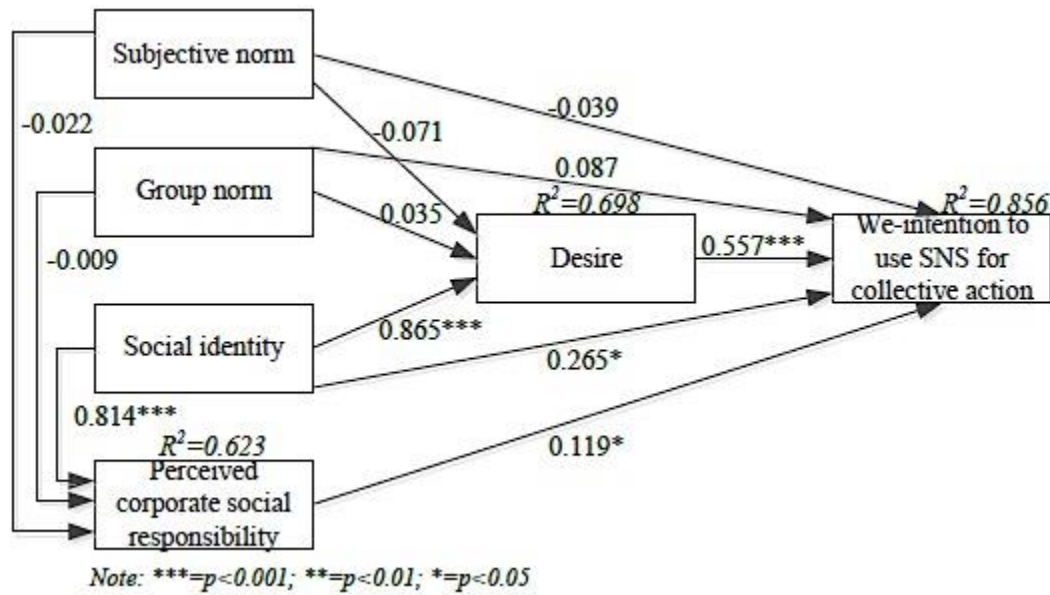 Subjective norm
-0.022
-0.039
-0.071
Group norm
0.087
0.035
R²=0.698
R²=0.856
-0.009
Desire
0.557***
We-intention to
use SNS for
collective action
Social identity
0.865***
0.265*
0.814***
R²=0.623
0.119*
Perceived
corporate social
responsibility
Note: ***=p<0.001; **=p<0.01; *=p<0.05